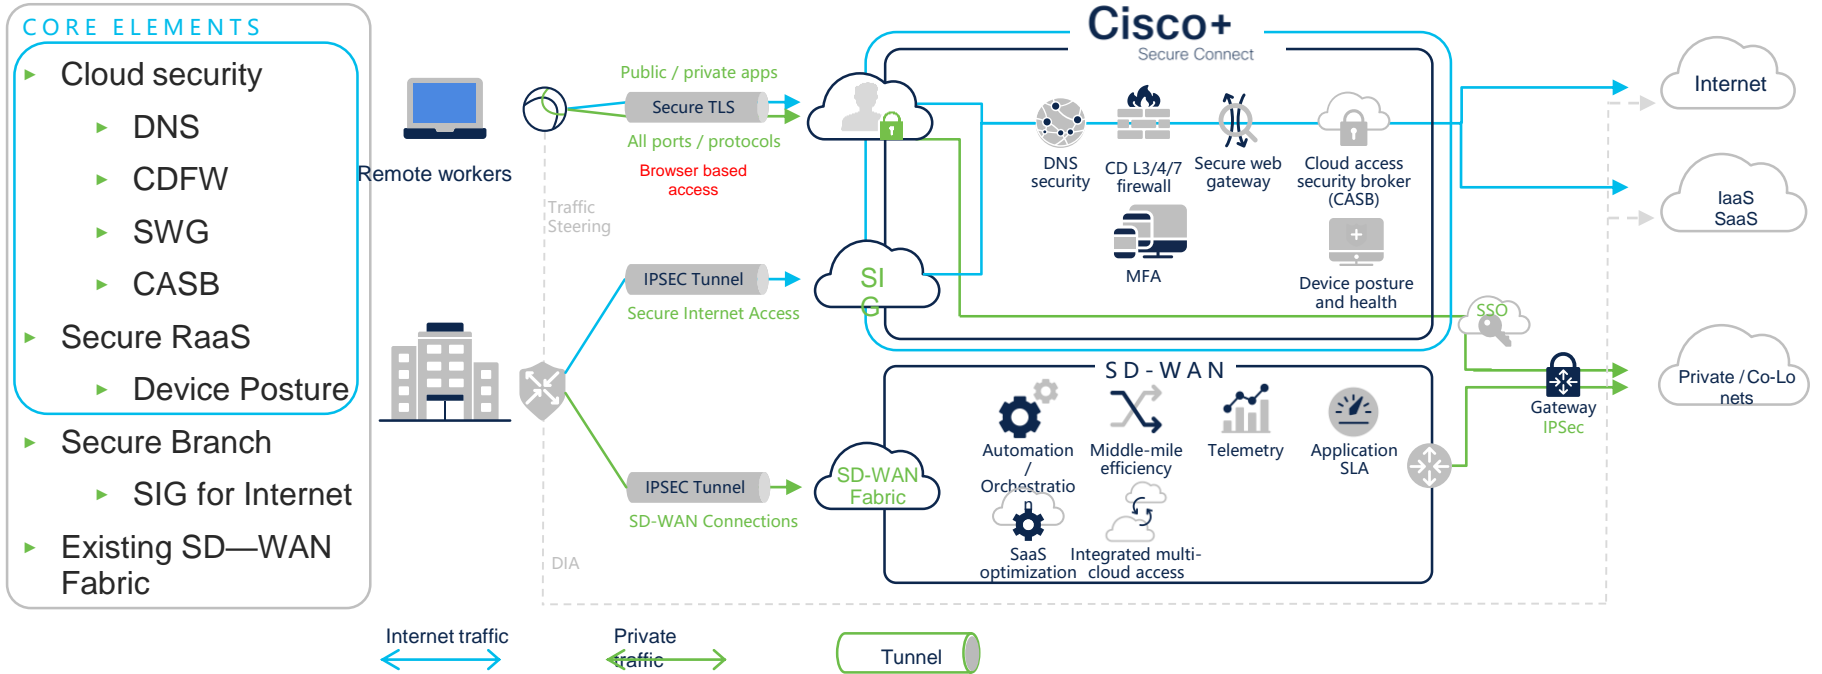 CORE ELEMENTS
Cloud security
DNS
CDFW
SWG
CASB
Secure RaaS
Device Posture
Secure Branch
SIG for Internet
Existing SD—WAN
Fabric
Remote workers
Public / private apps
Secure TLS
All ports / protocols
Browser based
access
Traffic
Steering
IPSEC Tunnel
Secure Internet Access
IPSEC Tunnel
SD-WAN Connections
DIA
SI
G
SD-WAN
Fabric
Cisco+
Secure Connect
DNS
security
CD L3/4/7
firewall
Secure web
gateway
Cloud access
security broker
(CASB)
MFA
Device posture
and health
SD-WAN
Automation
/
Orchestratio
n
Middle-mile
efficiency
Telemetry
Application
SLA
SaaS
optimization
Integrated multi-
cloud access
SSO
Gateway
IPSec
Internet
IaaS
SaaS
Private / Co-Lo
nets
Internet traffic
Private
traffic
Tunnel